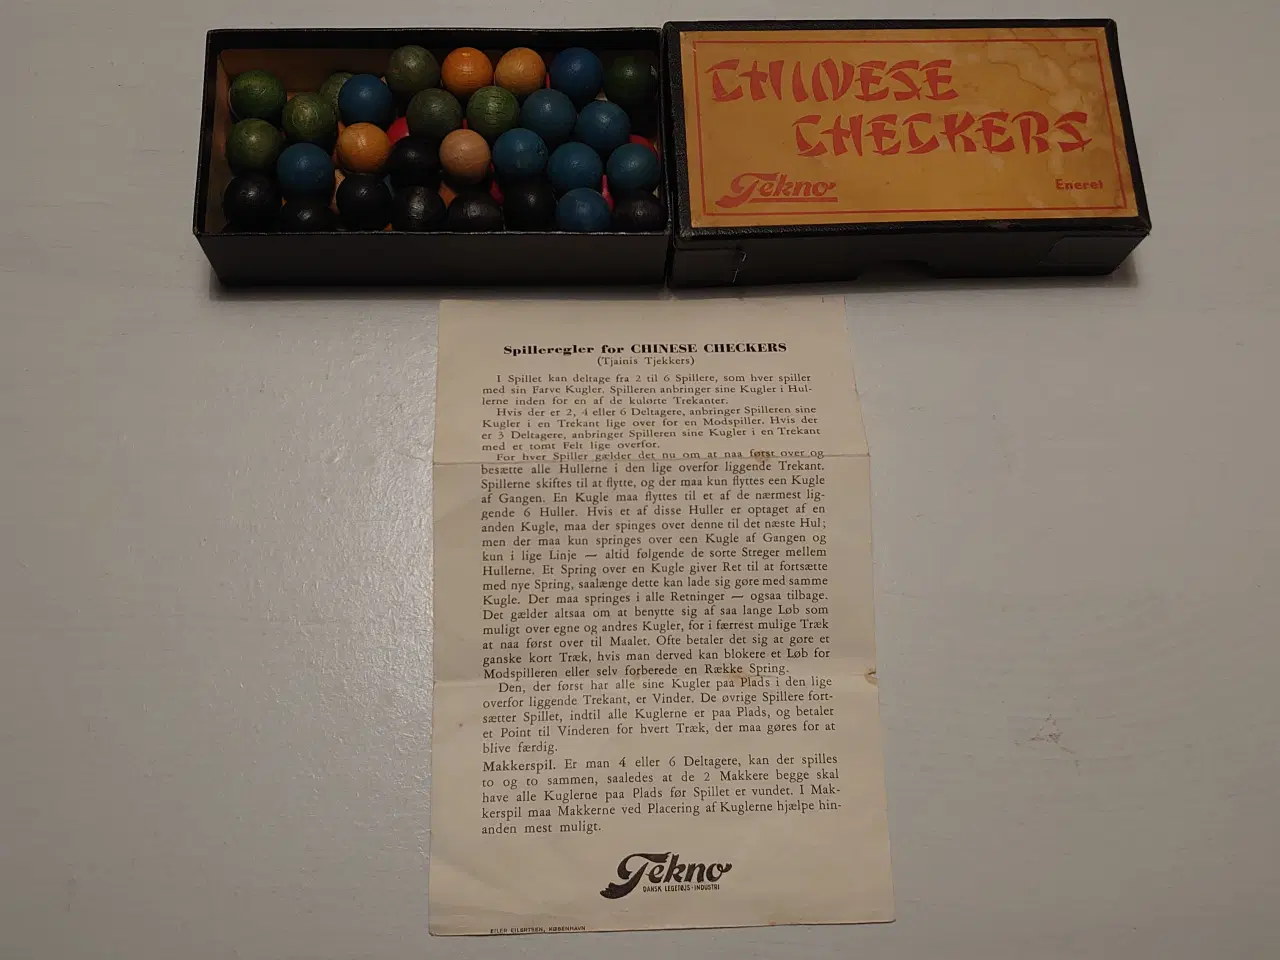 CHINESE
CHECKERS
Tekno
Eneret
Spilleregler for CHINESE CHECKERS
(Tjainis Tjekkers)
I Spillet kan deltage fra 2 til 6 Spillere, som hver spiller
med sin Farve Kugler. Spilleren anbringer sine Kugler i Hul-
lerne inden for en af de kulørte Trekanter.
Hvis der er 2, 4 eller 6 Deltagere, anbringer Spilleren sine
Kugler i en Trekant lige over for en Modspiller. Hvis der
er 3 Deltagere, anbringer Spilleren sine Kugler i en Trekant
med et tomt Felt lige overfor.
For hver Spiller gælder det nu om at naa først over og
besætte alle Hullerne i den lige overfor liggende Trekant.
Spillerne skiftes til at flytte, og der maa kun flyttes een Kugle
af Gangen. En Kugle maa flyttes til et af de nærmest lig-
gende 6 Huller. Hvis et af disse Huller er optaget af en
anden Kugle, maa der spinges over denne til det næste Hul;
men der maa kun springes over een Kugle af Gangen og
kun i lige Linje — altid følgende de sorte Streger mellem
Hullerne. Et Spring over en Kugle giver Ret til at fortsætte
med nye Spring, saalænge dette kan lade sig gøre med samme
Kugle. Der maa springes i alle Retninger — ogsaa tilbage.
Det gælder altsaa om at benytte sig af saa lange Løb som
muligt over egne og andres Kugler, for i færrest mulige Træk
at naa først over til Maalet. Ofte betaler det sig at gøre et
ganske kort Træk, hvis man derved kan blokere et Løb for
Modspilleren eller selv forberede en Række Spring.
Den, der først har alle sine Kugler paa Plads i den lige
overfor liggende Trekant, er Vinder. De øvrige Spillere fort-
sætter Spillet, indtil alle Kuglerne er paa Plads, og betaler
et Point til Vinderen for hvert Træk, der maa gøres for at
blive færdig.
Makkerspil. Er man 4 eller 6 Deltagere, kan der spilles
to og to sammen, saaledes at de 2 Makkere begge skal
have alle Kuglerne paa Plads før Spillet er vundet. I Mak-
kerspil maa Makkerne ved Placering af Kuglerne hjælpe hin-
anden mest muligt.
Tekno
DANSK LEGETØJS-INDUSTRI
EILER EILERTSEN, KØBENHAVN